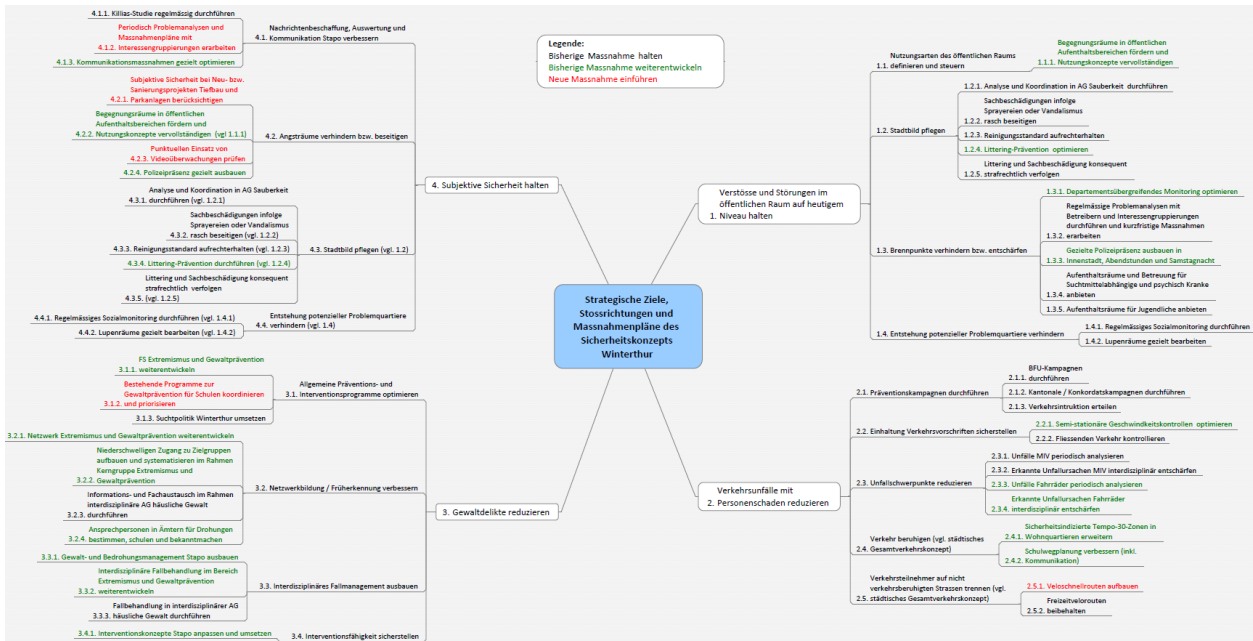 Legende:
Bisherige Massnahme halten
Bisherige Massnahme weiterentwickeln
Neue Massnahme einführen
Strategische Ziele,
Stossrichtungen und
Massnahmenpläne des
Sicherheitskonzepts
Winterthur
Verstösse und Störungen im
öffentlichen Raum auf heutigem
1. Niveau halten
Nutzungsarten des öffentlichen Raums
1.1. definieren und steuern
Begegnungsräume in öffentlichen
Aufenthaltsbereichen fördern und
1.1.1. Nutzungskonzepte vervollständigen
1.2. Stadtbild pflegen
1.2.1. Analyse und Koordination in AG Sauberkeit durchführen
Sachbeschädigungen infolge
Sprayereien oder Vandalismus
1.2.2. rasch beseitigen
1.2.3. Reinigungsstandard aufrechterhalten
1.2.4. Littering-Prävention optimieren
Littering und Sachbeschädigung konsequent
1.2.5. strafrechtlich verfolgen
1.3. Brennpunkte verhindern bzw. entschärfen
1.3.1. Departementsübergreifendes Monitoring optimieren
Regelmässige Problemanalysen mit
Betreibern und Interessengruppierungen
durchführen und kurzfristige Massnahmen
1.3.2. erarbeiten
Gezielte Polizeipräsenz ausbauen in
1.3.3. Innenstadt, Abendstunden und Samstagnacht
Aufenthaltsräume und Betreuung für
Suchtmittelabhängige und psychisch Kranke
1.3.4. anbieten
1.3.5. Aufenthaltsräume für Jugendliche anbieten
1.4. Entstehung potenzieller Problemquartiere verhindern
1.4.1. Regelmässiges Sozialmonitoring durchführen
1.4.2. Lupenräume gezielt bearbeiten
Verkehrsunfälle mit
2. Personenschaden reduzieren
2.1. Präventionskampagnen durchführen
BFU-Kampagnen
2.1.1. durchführen
2.1.2. Kantonale / Konkordatskampagnen durchführen
2.1.3. Verkehrsintruktion erteilen
2.2. Einhaltung Verkehrsvorschriften sicherstellen
2.2.1. Semi-stationäre Geschwindkeitskontrollen optimieren
2.2.2. Fliessenden Verkehr kontrollieren
2.3. Unfallschwerpunkte reduzieren
2.3.1. Unfälle MIV periodisch analysieren
2.3.2. Erkannte Unfallursachen MIV interdisziplinär entschärfen
2.3.3. Unfälle Fahrräder periodisch analysieren
Erkannte Unfallursachen Fahrräder
2.3.4. interdisziplinär entschärfen
Verkehr beruhigen (vgl. städtisches
2.4. Gesamtverkehrskonzept)
Sicherheitsindizierte Tempo-30-Zonen in
2.4.1. Wohnquartieren erweitern
Schulwegplanung verbessern (inkl.
2.4.2. Kommunikation)
Verkehrsteilnehmer auf nicht
verkehrsberuhigten Strassen trennen (vgl.
2.5. städtisches Gesamtverkehrskonzept)
2.5.1. Veloschnellrouten aufbauen
Freizeitvelorouten
2.5.2. beibehalten
3. Gewaltdelikte reduzieren
Allgemeine Präventions- und
3.1. Interventionsprogramme optimieren
FS Extremismus und Gewaltprävention
3.1.1. weiterentwickeln
Bestehende Programme zur
Gewaltprävention für Schulen koordinieren
3.1.2. und priorisieren
3.1.3. Suchtpolitik Winterthur umsetzen
3.2. Netzwerkbildung / Früherkennung verbessern
3.2.1. Netzwerk Extremismus und Gewaltprävention weiterentwickeln
Niederschwelligen Zugang zu Zielgruppen
aufbauen und systematisieren im Rahmen
Kerngruppe Extremismus und
3.2.2. Gewaltprävention
Informations- und Fachaustausch im Rahmen
interdisziplinäre AG häusliche Gewalt
3.2.3. durchführen
Ansprechpersonen in Ämtern für Drohungen
3.2.4. bestimmen, schulen und bekanntmachen
3.3. Interdisziplinäres Fallmanagement ausbauen
3.3.1. Gewalt- und Bedrohungsmanagement Stapo ausbauen
Interdisziplinäre Fallbehandlung im Bereich
Extremismus und Gewaltprävention
3.3.2. weiterentwickeln
Fallbehandlung in interdisziplinärer AG
3.3.3. häusliche Gewalt durchführen
3.4. Interventionsfähigkeit sicherstellen
3.4.1. Interventionskonzepte Stapo anpassen und umsetzen
4. Subjektive Sicherheit halten
Nachrichtenbeschaffung, Auswertung und
4.1. Kommunikation Stapo verbessern
4.1.1. Killias-Studie regelmässig durchführen
Periodisch Problemanalysen und
Massnahmenpläne mit
4.1.2. Interessengruppierungen erarbeiten
4.1.3. Kommunikationsmassnahmen gezielt optimieren
4.2. Angsträume verhindern bzw. beseitigen
Subjektive Sicherheit bei Neu- bzw.
Sanierungsprojekten Tiefbau und
4.2.1. Parkanlagen berücksichtigen
Begegnungsräume in öffentlichen
Aufenthaltsbereichen fördern und
4.2.2. Nutzungskonzepte vervollständigen (vgl 1.1.1)
Punktuellen Einsatz von
4.2.3. Videoüberwachungen prüfen
4.2.4. Polizeipräsenz gezielt ausbauen
4.3. Stadtbild pflegen (vgl. 1.2)
Analyse und Koordination in AG Sauberkeit
4.3.1. durchführen (vgl. 1.2.1)
Sachbeschädigungen infolge
Sprayereien oder Vandalismus
4.3.2. rasch beseitigen (vgl. 1.2.2)
4.3.3. Reinigungsstandard aufrechterhalten (vgl. 1.2.3)
4.3.4. Littering-Prävention durchführen (vgl. 1.2.4)
Littering und Sachbeschädigung konsequent
strafrechtlich verfolgen
4.3.5. (vgl. 1.2.5)
Entstehung potenzieller Problemquartiere
4.4. verhindern (vgl. 1.4)
4.4.1. Regelmässiges Sozialmonitoring durchführen (vgl. 1.4.1)
4.4.2. Lupenräume gezielt bearbeiten (vgl. 1.4.2)